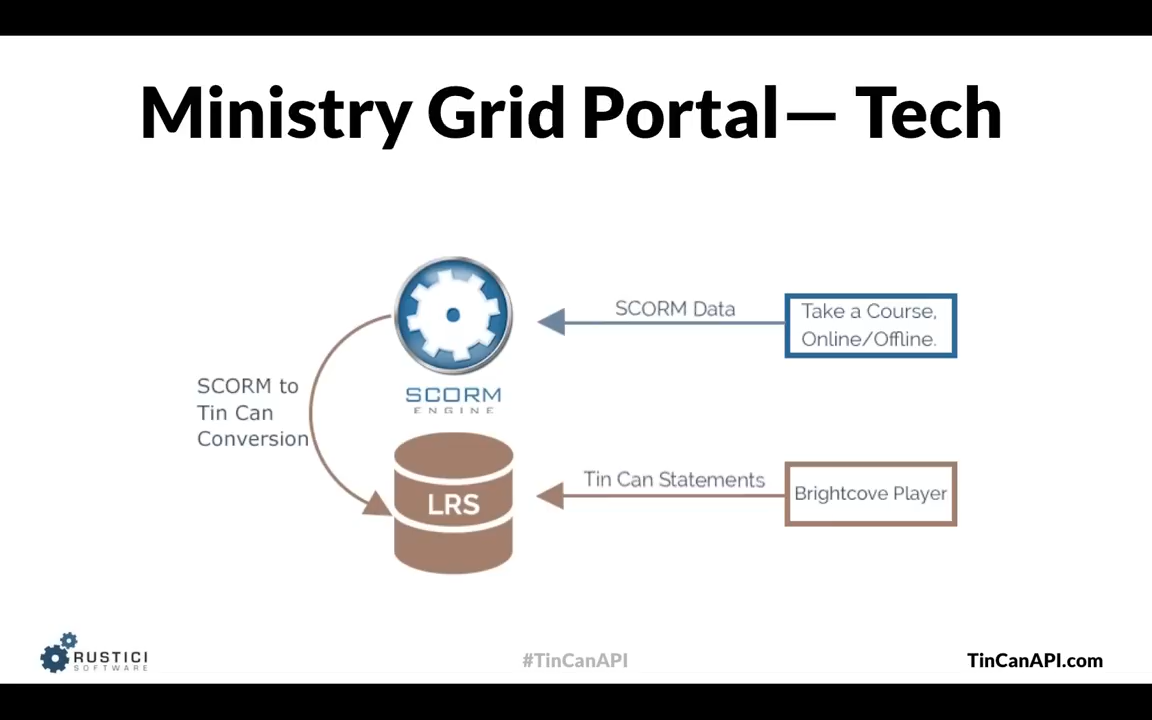 Ministry Grid Portal— Tech
SCORM Data
Take a Course,
Online/Offline.
SCORM to
Tin Can
Conversion
SCORM
ENGINE
LRS
Tin Can Statements
Brightcove Player
RUSTICI
SOFTWARE
#TinCanAPI
TinCanAPI.com